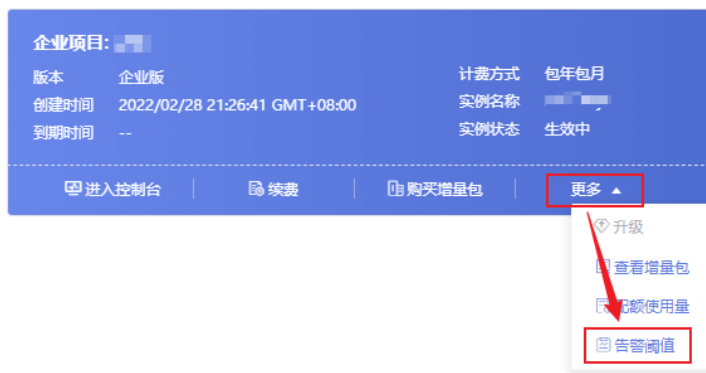 企业项目:
版本 企业版
计费方式 包年包月
创建时间 2022/02/28 21:26:41 GMT+08:00
实例名称
到期时间 --
实例状态 生效中
进入控制台 续费 购买增量包 更多 ▲
升级
查看增量包
配额使用量
告警阈值